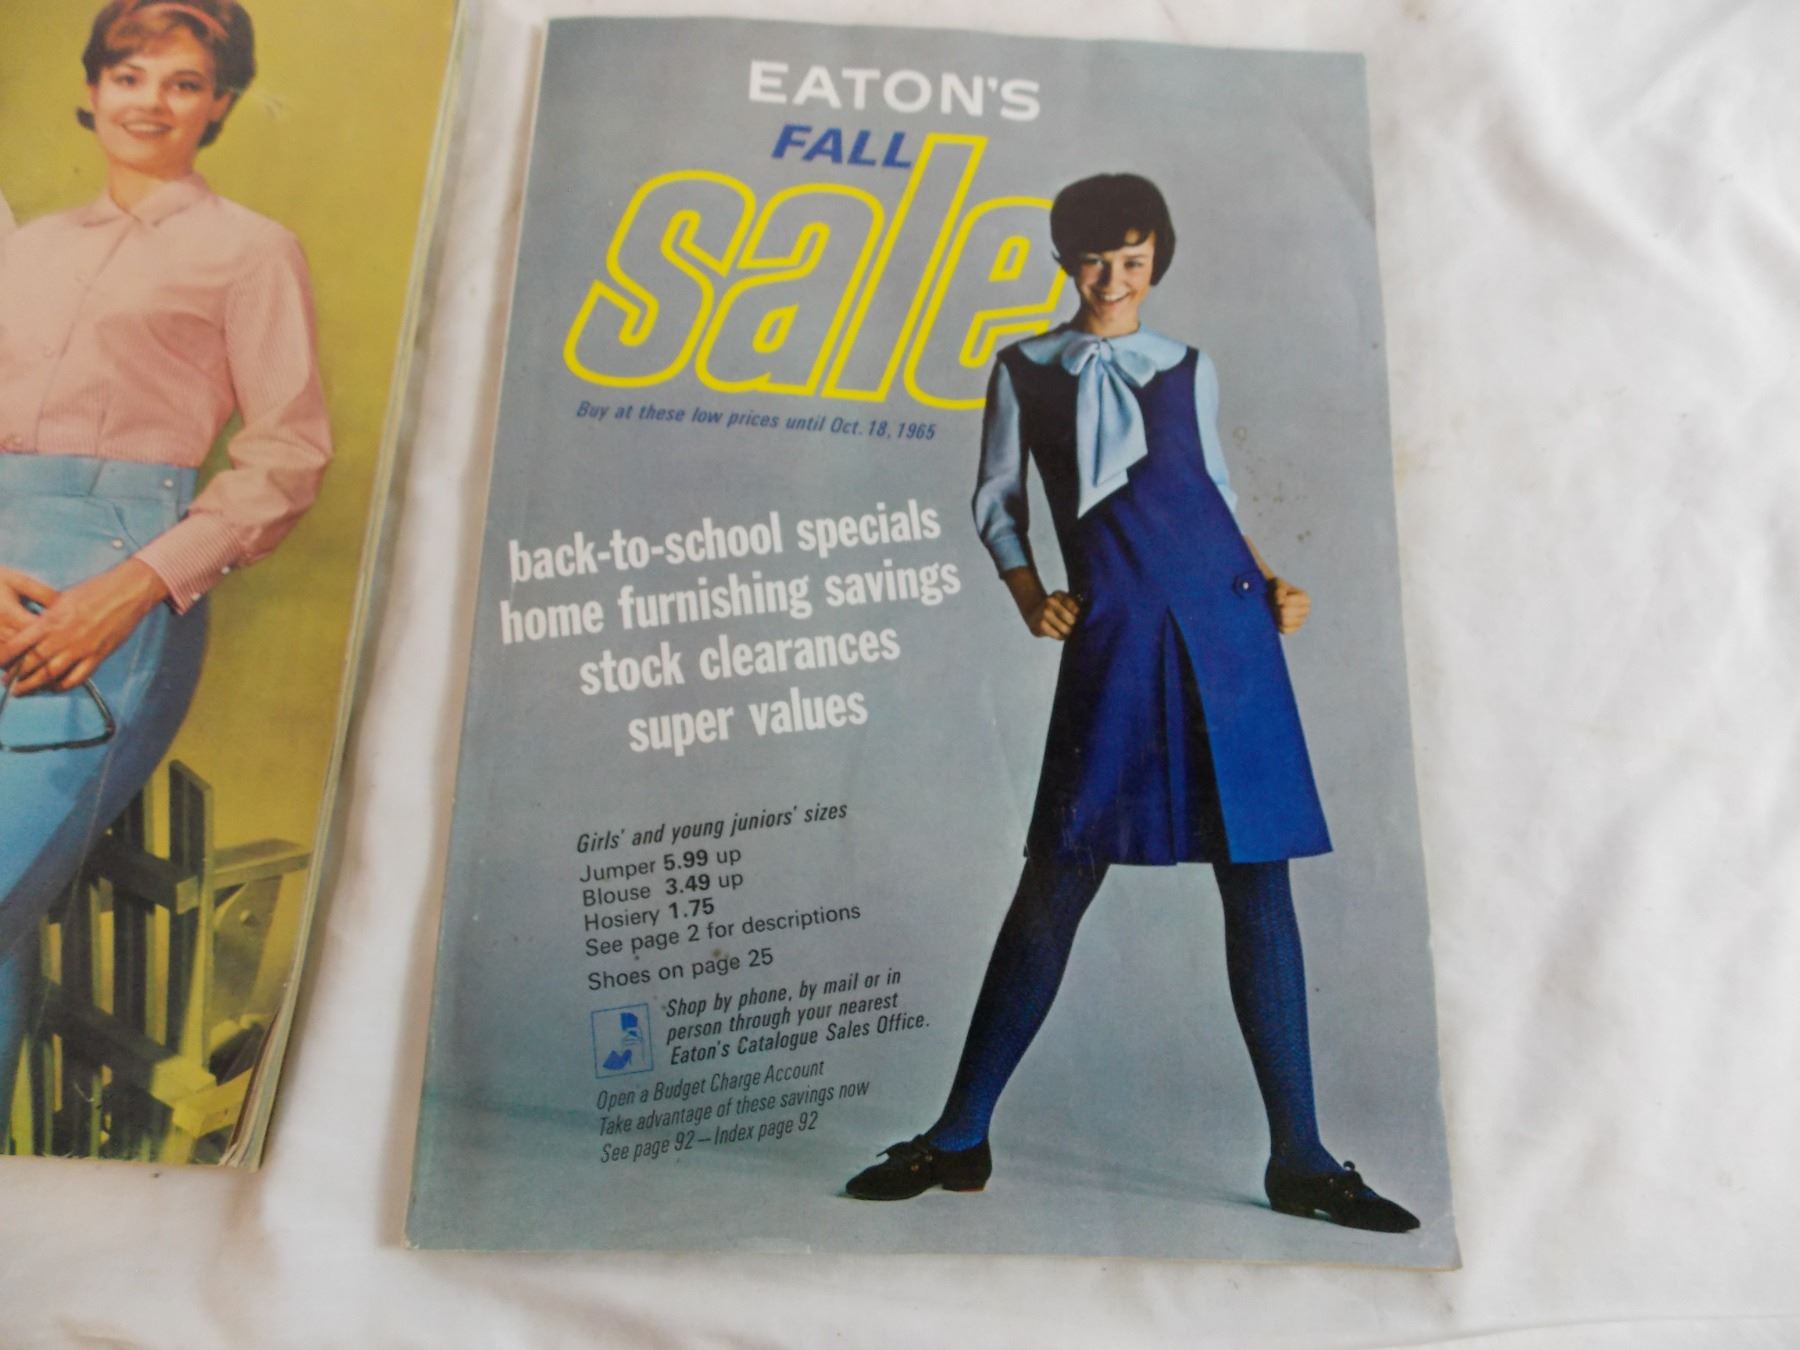 EATON'S
FALL
sale
Buy at these low prices until Oct. 18, 1965
back-to-school specials
home furnishing savings
stock clearances
super values
Girls' and young juniors' sizes
Jumper 5.99 up
Blouse 3.49 up
Hosiery 1.75
See page 2 for descriptions
Shoes on page 25
Shop by phone, by mail or in
person through your nearest
Eaton's Catalogue Sales Office.
Open a Budget Charge Account
Take advantage of these savings now
See page 92 – Index page 92